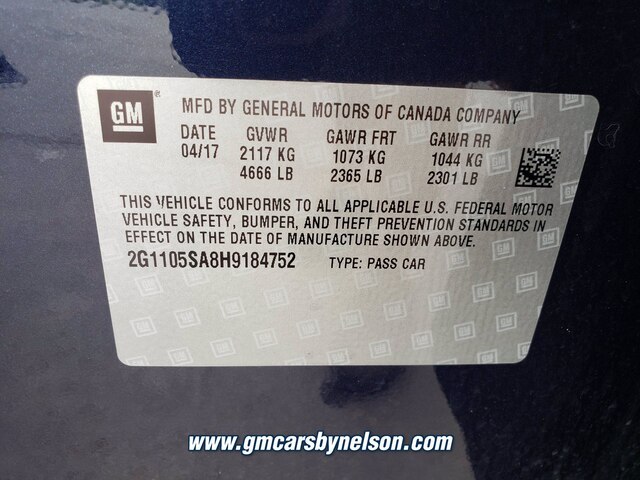 GM
®
MFD BY GENERAL MOTORS OF CANADA COMPANY
DATE GVWR GAWR FRT GAWR RR
04/17 2117 KG 1073 KG 1044 KG
4666 LB 2365 LB 2301 LB
THIS VEHICLE CONFORMS TO ALL APPLICABLE U.S. FEDERAL MOTOR
VEHICLE SAFETY, BUMPER, AND THEFT PREVENTION STANDARDS IN
EFFECT ON THE DATE OF MANUFACTURE SHOWN ABOVE.
2G1105SA8H9184752 TYPE: PASS CAR
www.gmcarsbynelson.com